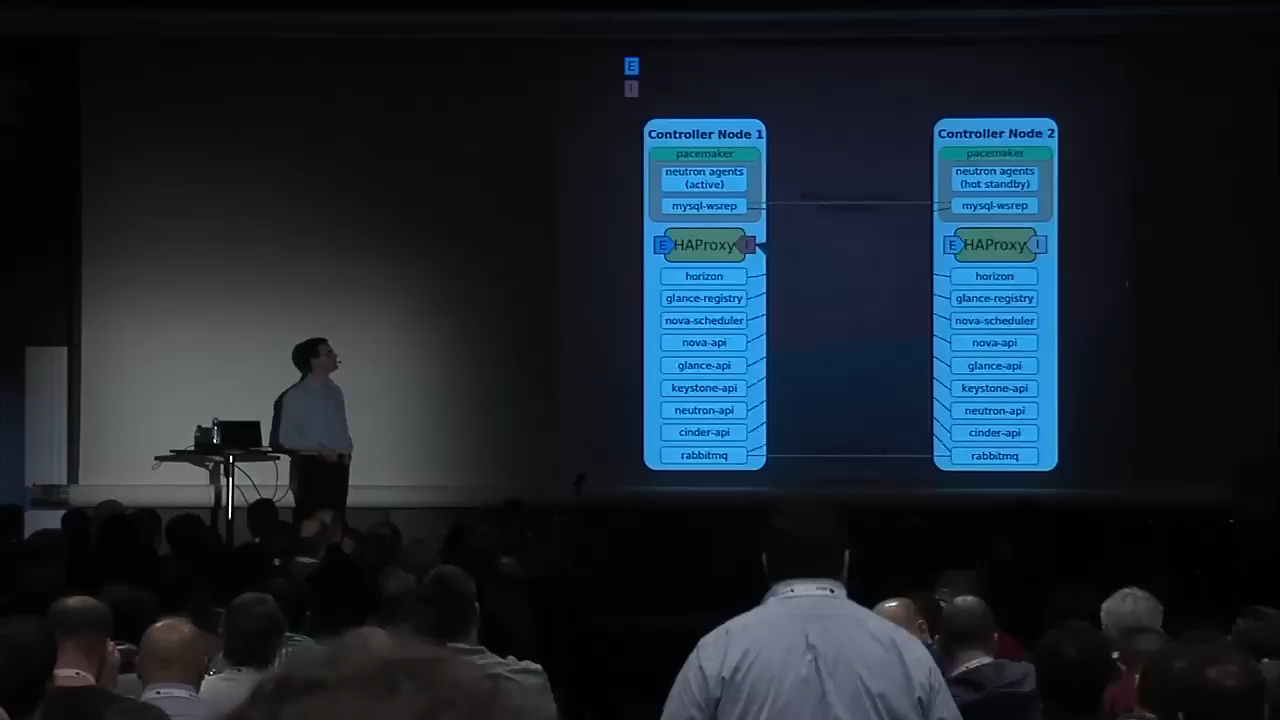 E
I
Controller Node 1
pacemaker
neutron agents
(active)
mysql-wsrep
E
HAProxy
I
horizon
glance-registry
nova-scheduler
nova-api
glance-api
keystone-api
neutron-api
cinder-api
rabbitmq
Controller Node 2
pacemaker
neutron agents
(hot standby)
mysql-wsrep
E
HAProxy
I
horizon
glance-registry
nova-scheduler
nova-api
glance-api
keystone-api
neutron-api
cinder-api
rabbitmq